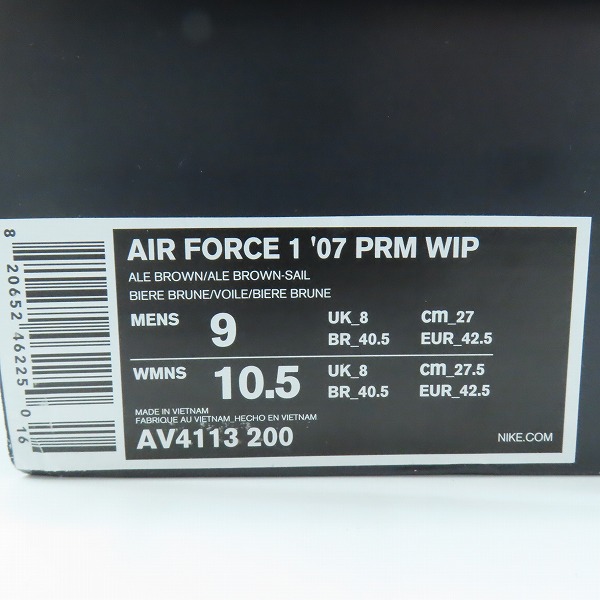 AIR FORCE 1 '07 PRM WIP
ALE BROWN/ALE BROWN-SAIL
BIERE BRUNE/VOILE/BIERE BRUNE
MENS 9 UK_8 cm_27
BR_40.5 EUR_42.5
WMNS 10.5 UK_8 cm_27.5
BR_40.5 EUR_42.5
MADE IN VIETNAM
FABRIQUE AU VIETNAM_HECHO EN VIETNAM
AV4113 200 NIKE.COM
8 20652 46225 0 16